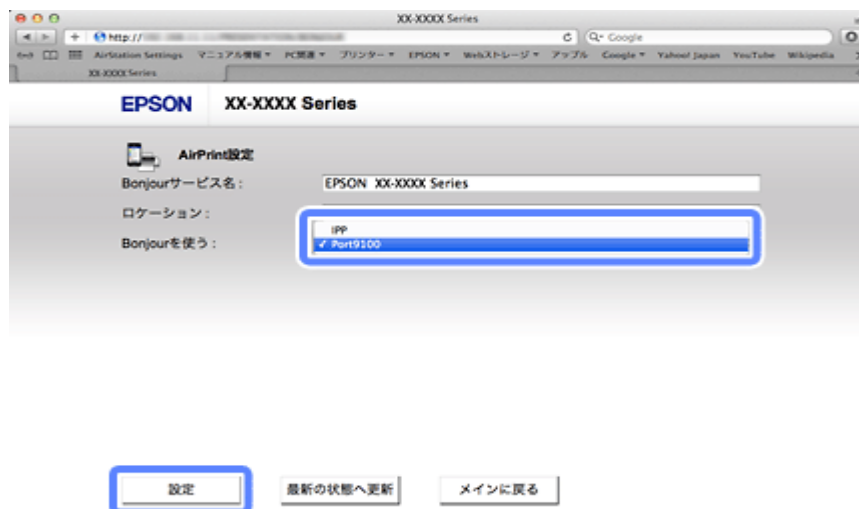 XX-XXXX Series
http://
Google
AirStation Settings マニュアル情報 PC関連 プリンター EPSON Webストレージ アップル Google Yahoo! Japan YouTube Wikipedia
XX-XXXX Series
EPSON XX-XXXX Series
AirPrint設定
Bonjourサービス名 : EPSON XX-XXXX Series
ロケーション :
IPP
Bonjourを使う : ✓ Port9100
設定 最新の状態へ更新 メインに戻る